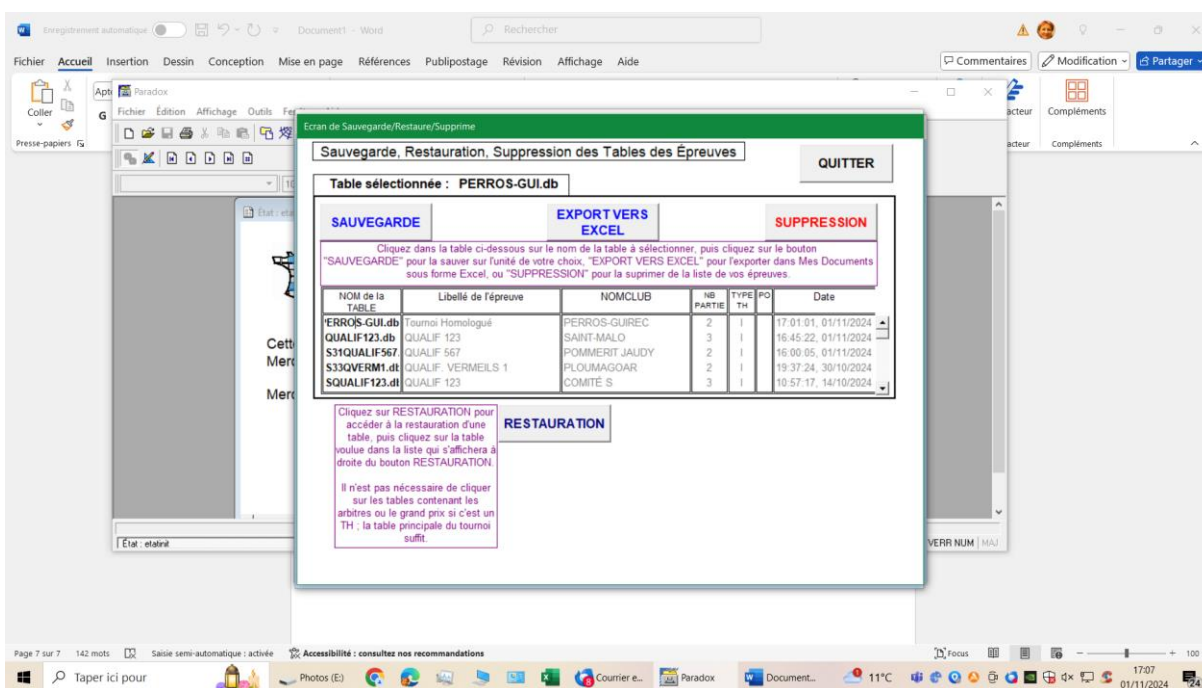 Enregistrement automatique
Document1 - Word
Rechercher
Fichier Accueil Insertion Dessin Conception Mise en page Références Publipostage Révision Affichage Aide
Commentaires
Modification
Partager
Coller
G
Presse-papiers
Compléments
Compléments
Paradox
Fichier Édition Affichage Outils
Ecran de Sauvegarde/Restaure/Supprime
Sauvegarde, Restauration, Suppression des Tables des Épreuves
QUITTER
Table sélectionnée : PERROS-GUI.db
SAUVEGARDE
EXPORT VERS
EXCEL
SUPPRESSION
Cliquez dans la table ci-dessous sur le nom de la table à sélectionner, puis cliquez sur le bouton
"SAUVEGARDE" pour la sauver sur l'unité de votre choix, "EXPORT VERS EXCEL" pour l'exporter dans Mes Documents
sous forme Excel, ou "SUPPRESSION" pour la suprimer de la liste de vos épreuves.
NOM de la TABLE Libellé de l'épreuve NOMCLUB NB PARTIE TYPE TH PO Date
ERROS-GUI.db Tournoi Homologué PERROS-GUIREC 2 I 17:01:01, 01/11/2024
QUALIF123.db QUALIF 123 SAINT-MALO 3 I 16:45:22, 01/11/2024
S31QUALIF567. QUALIF 567 POMMERIT JAUDY 2 I 16:00:05, 01/11/2024
S33QVERM1.dt QUALIF. VERMEILS 1 PLOUMAGOAR 2 I 19:37:24, 30/10/2024
SQUALIF123.dl QUALIF 123 COMITÉ S 3 I 10:57:17, 14/10/2024
Cliquez sur RESTAURATION pour
accéder à la restauration d'une
table, puis cliquez sur la table
voulue dans la liste qui s'affichera à
droite du bouton RESTAURATION.
Il n'est pas nécessaire de cliquer
sur les tables contenant les
arbitres ou le grand prix si c'est un
TH ; la table principale du tournoi
suffit.
RESTAURATION
Cett
Merc
Merc
État : etatinit
VERR NUM MAJ
Page 7 sur 7 142 mots Saisie semi-automatique : activée Accessibilité : consultez nos recommandations
Focus
100
Taper ici pour
Photos (E:)
Courrier e...
Paradox
Document...
11°C
17:07
01/11/2024